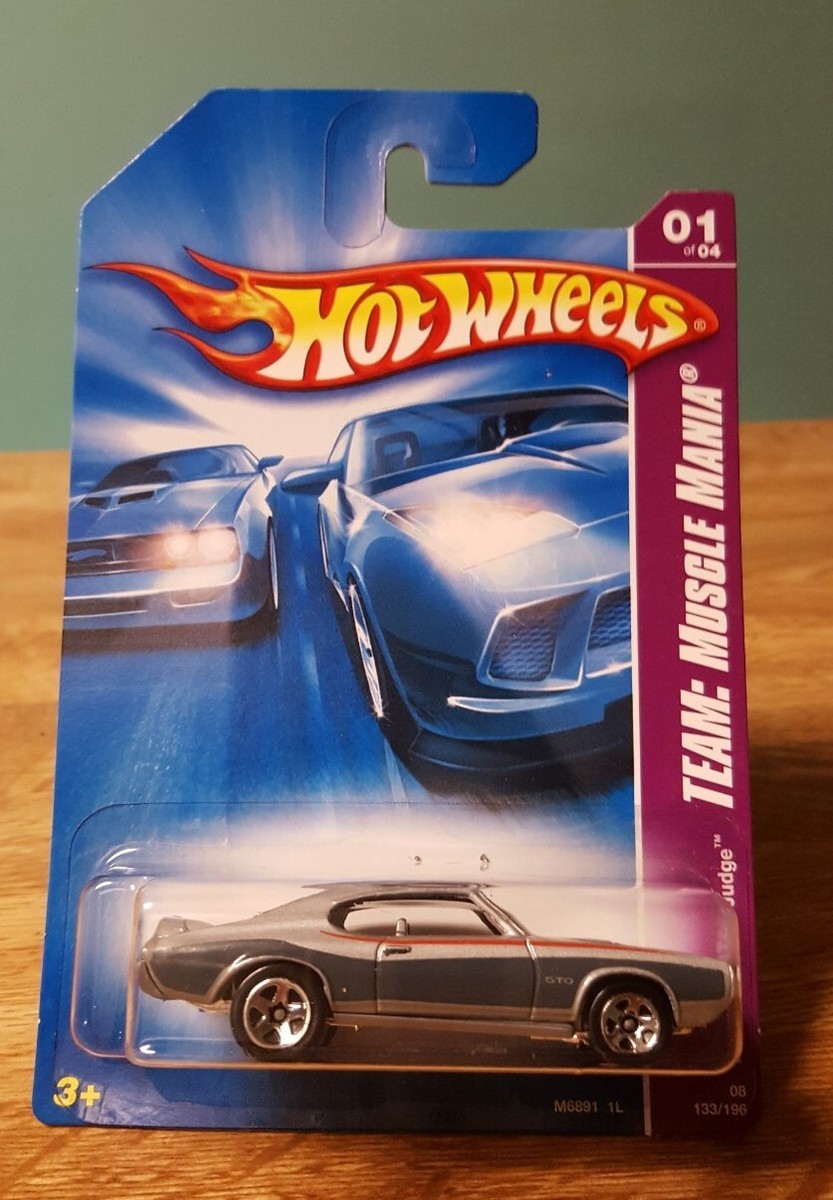 01
of 04
HOT WHEELS®
TEAM: MUSCLE MANIA®
Judge™
GTO
3+
M6891 1L
08
133/196